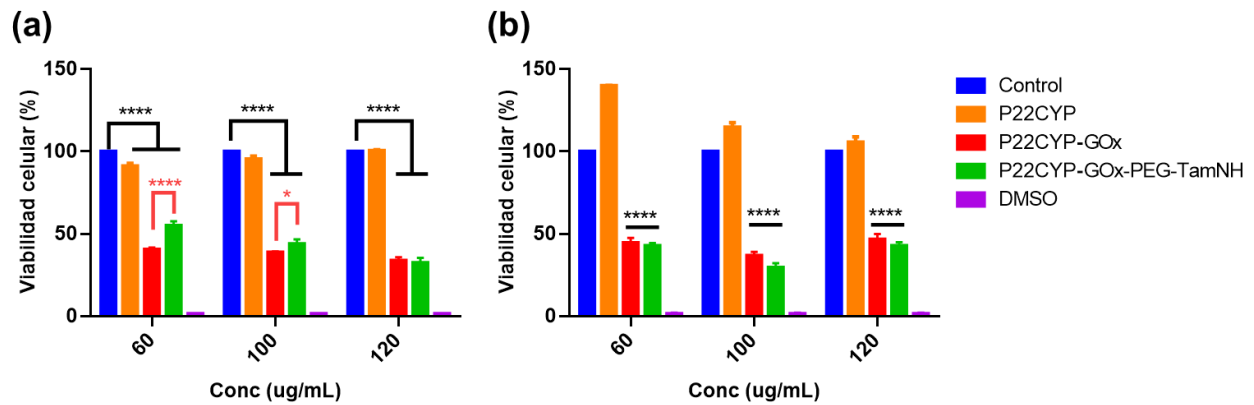 (a)
(b)
Viabilidad celular (%)
150
100
50
0
****
****
****
****
*
60
100
120
Conc (ug/mL)
Viabilidad celular (%)
150
100
50
0
****
****
****
60
100
120
Conc (ug/mL)
Control
P22CYP
P22CYP-GOx
P22CYP-GOx-PEG-TamNH
DMSO